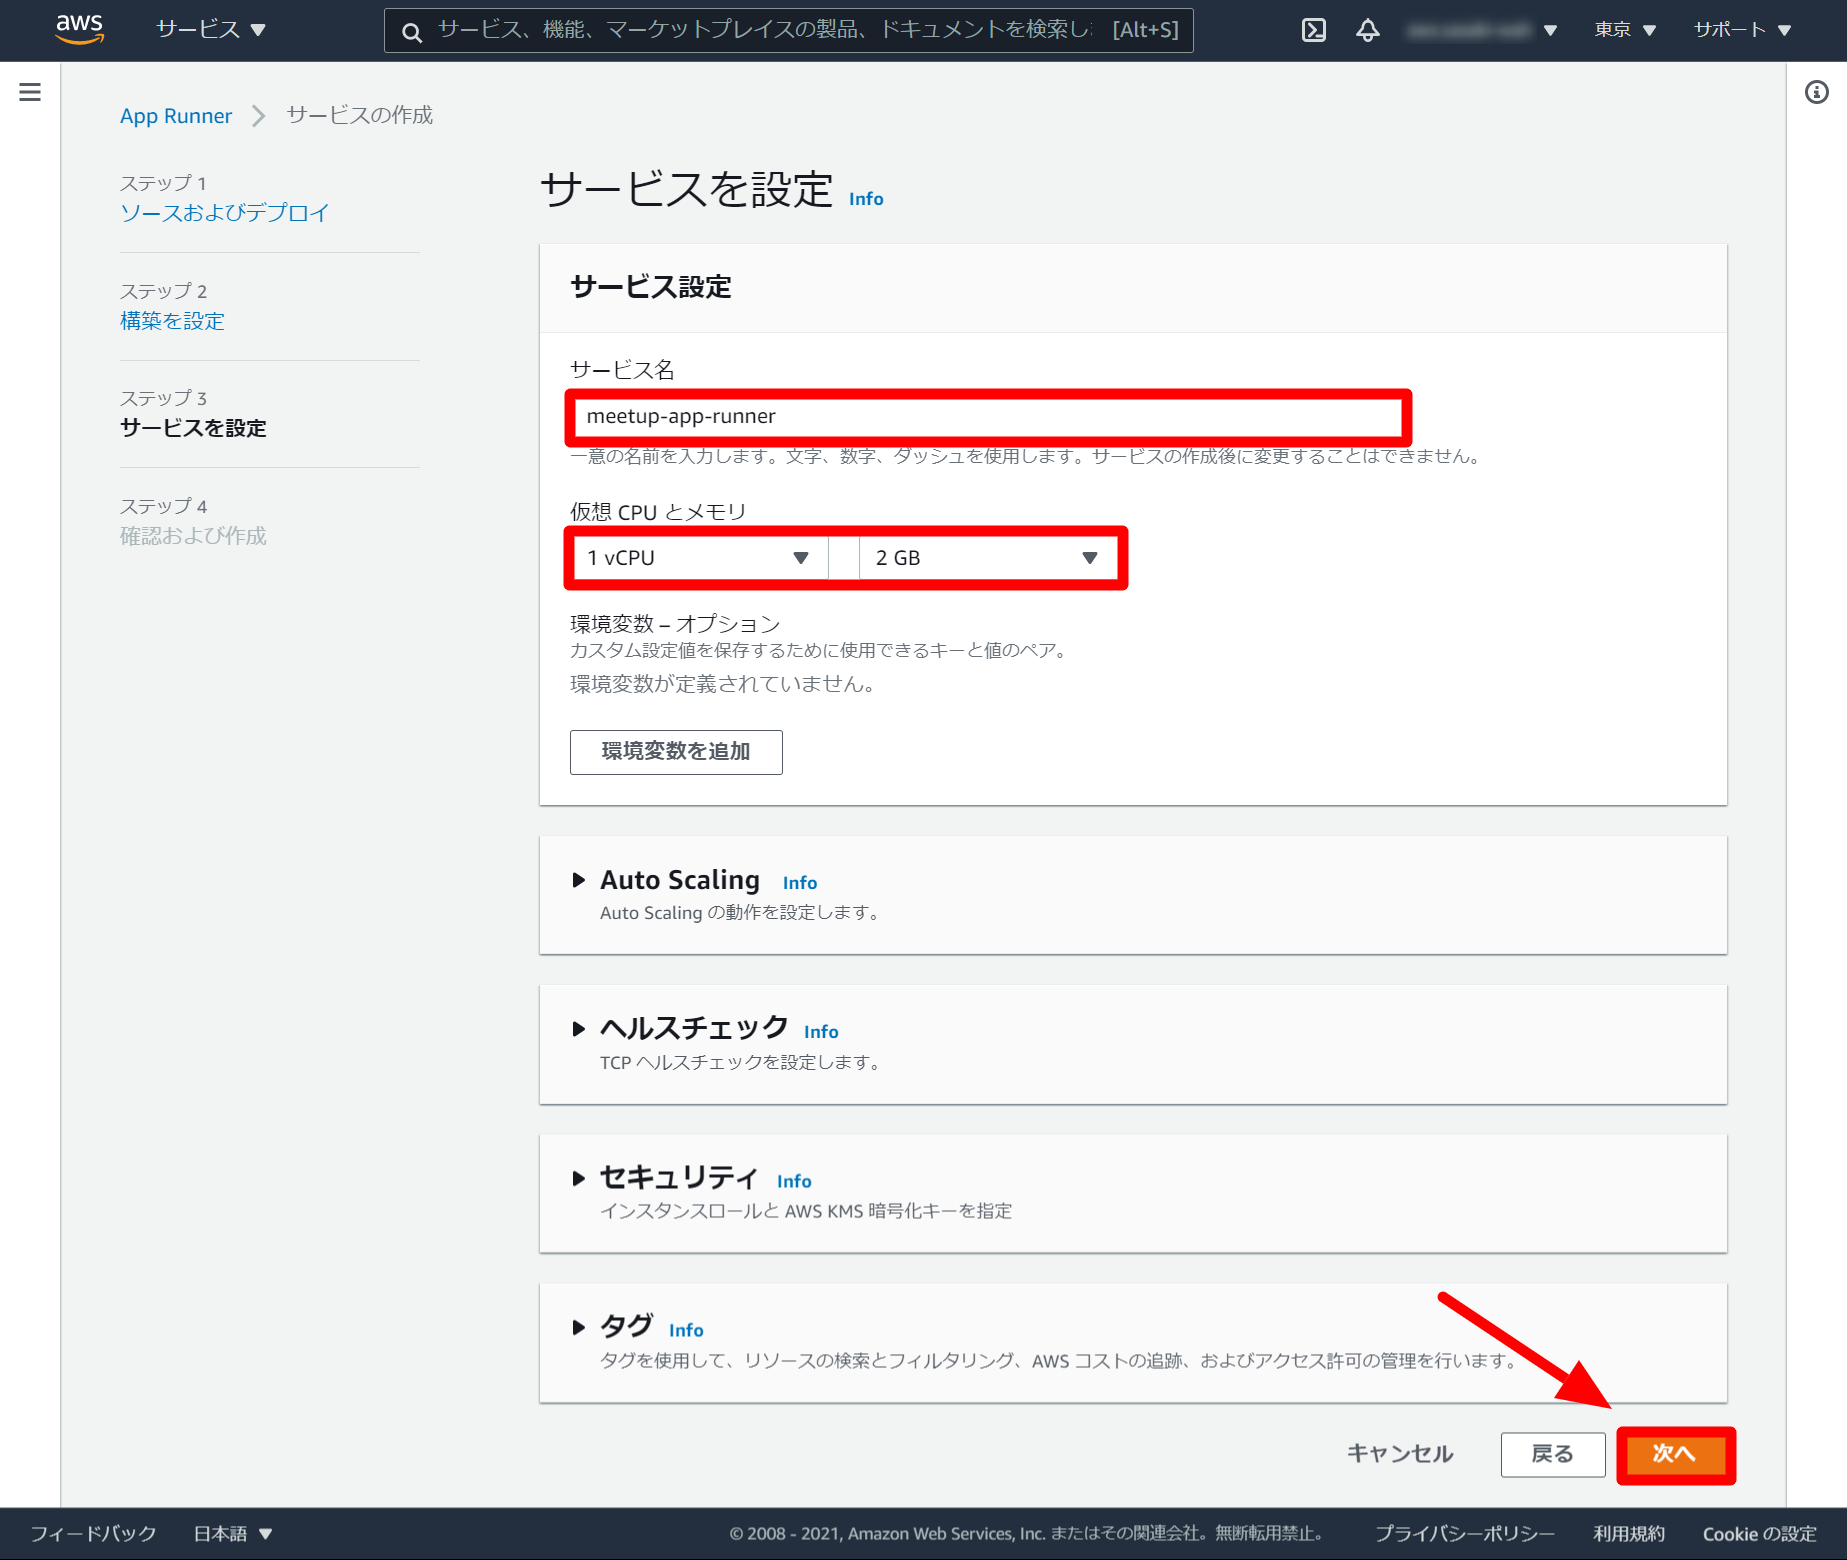 aws サービス サービス、機能、マーケットプレイスの製品、ドキュメントを検索し [Alt+S] 東京 サポート
App Runner サービスの作成
ステップ 1
ソースおよびデプロイ
ステップ 2
構築を設定
ステップ 3
サービスを設定
ステップ 4
確認および作成
サービスを設定 Info
サービス設定
サービス名
meetup-app-runner
一意の名前を入力します。文字、数字、ダッシュを使用します。サービスの作成後に変更することはできません。
仮想 CPU とメモリ
1 vCPU 2 GB
環境変数 – オプション
カスタム設定値を保存するために使用できるキーと値のペア。
環境変数が定義されていません。
環境変数を追加
Auto Scaling Info
Auto Scaling の動作を設定します。
ヘルスチェック Info
TCP ヘルスチェックを設定します。
セキュリティ Info
インスタンスロールと AWS KMS 暗号化キーを指定
タグ Info
タグを使用して、リソースの検索とフィルタリング、AWS コストの追跡、およびアクセス許可の管理を行います。
キャンセル 戻る 次へ
フィードバック 日本語 © 2008 - 2021, Amazon Web Services, Inc. またはその関連会社。無断転用禁止。 プライバシーポリシー 利用規約 Cookie の設定